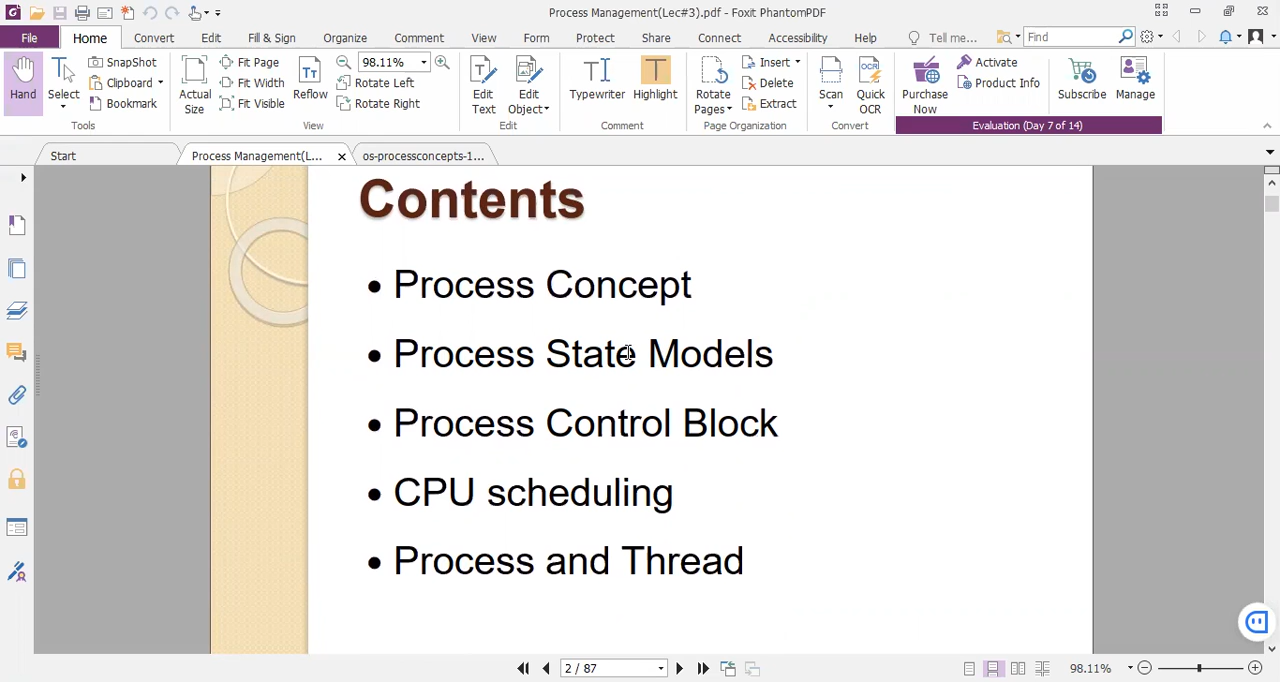 Process Management(Lec#3).pdf - Foxit PhantomPDF
File Home Convert Edit Fill & Sign Organize Comment View Form Protect Share Connect Accessibility Help Tell me... Find
Hand
Select
SnapShot
Clipboard
Bookmark
Tools
Actual Size
Fit Page
Fit Width
Fit Visible
Reflow
98.11%
Rotate Left
Rotate Right
View
Edit Text
Edit Object
Edit
Typewriter
Highlight
Comment
Rotate Pages
Insert
Delete
Extract
Page Organization
Scan
Quick OCR
Convert
Purchase Now
Activate
Product Info
Subscribe
Manage
Evaluation (Day 7 of 14)
Start
Process Management(L...
os-processconcepts-1...
Contents
• Process Concept
• Process State Models
• Process Control Block
• CPU scheduling
• Process and Thread
2 / 87
98.11%